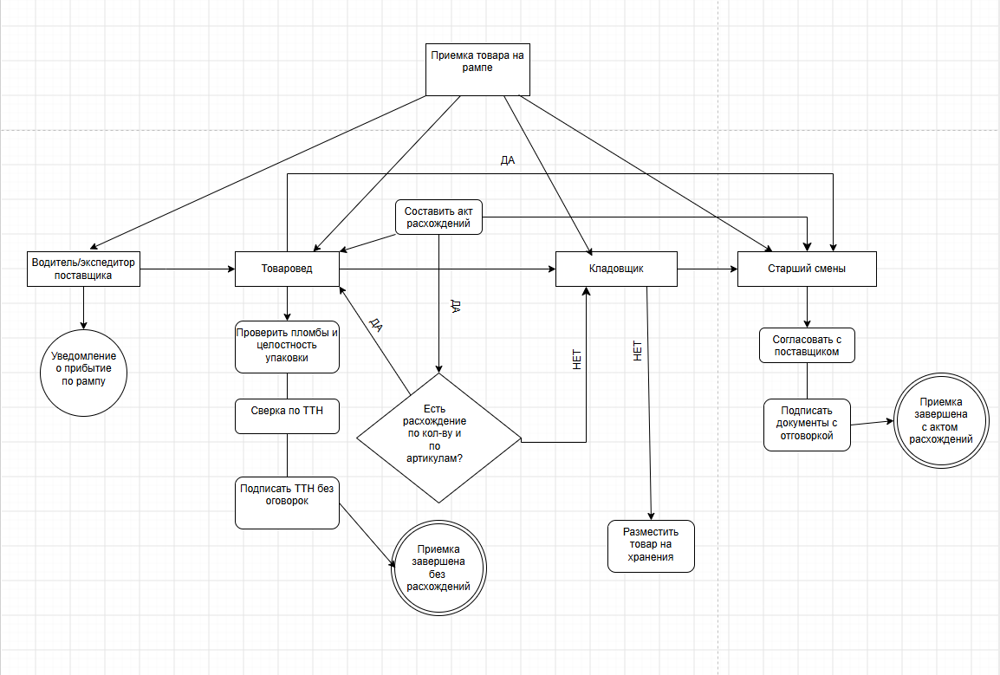 Приемка товара на
рампе
ДА
Составить акт
расхождений
Водитель/экспедитор
поставщика
Товаровед
Кладовщик
Старший смены
ДА
ДА
НЕТ
НЕТ
Уведомление
о прибытие
по рампу
Проверить пломбы и
целостность
упаковки
Согласовать с
поставщиком
Сверка по ТТН
Есть
расхождение
по кол-ву и
по
артикулам?
Подписать
документы с
отговоркой
Приемка
завершена
с актом
расхождений
Подписать ТТН без
оговорок
Приемка
завершена
без
расхождений
Разместить
товар на
хранения